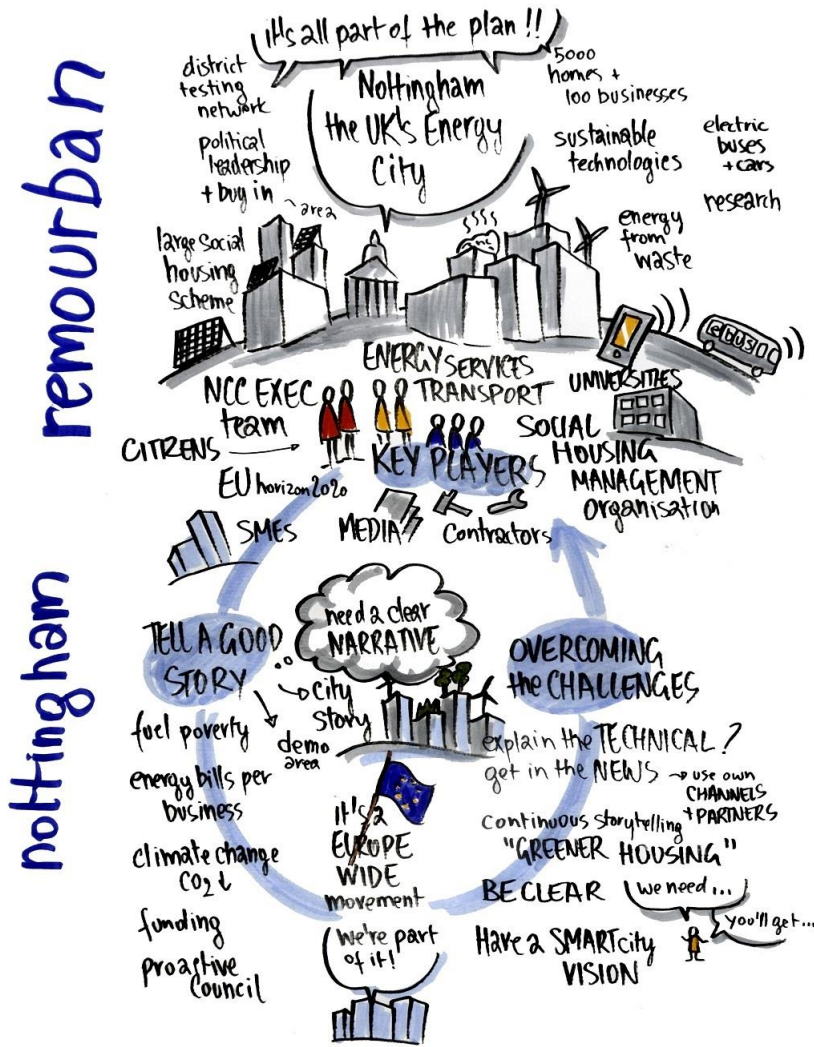 remourban
nottingham
it's all part of the plan !!
Nottingham
the UK's Energy
City
district
testing
network
political
leadership
+ buy in
area
large social
housing
scheme
5000
homes +
100 businesses
sustainable
technologies
electric
buses
+ cars
research
energy
from
waste
ebus
ENERGY SERVICES
TRANSPORT
UNIVERSITIES
NCC EXEC
team
CITIZENS
EU horizon2020
KEY PLAYERS
SOCIAL
HOUSING
MANAGEMENT
organisation
SMES
MEDIA
Contractors
TELL A GOOD
STORY
need a clear
NARRATIVE
city
story
demo
area
fuel poverty
energy bills per
business
climate change
CO2 ↓
funding
proactive
Council
it's a
EUROPE
WIDE
movement
We're part
of it!
OVERCOMING
the CHALLENGES
explain the TECHNICAL ?
get in the NEWS → use own
CHANNELS
+ PARTNERS
continuous storytelling
"GREENER HOUSING"
BE CLEAR
we need ...
you'll get...
Have a SMART city
VISION